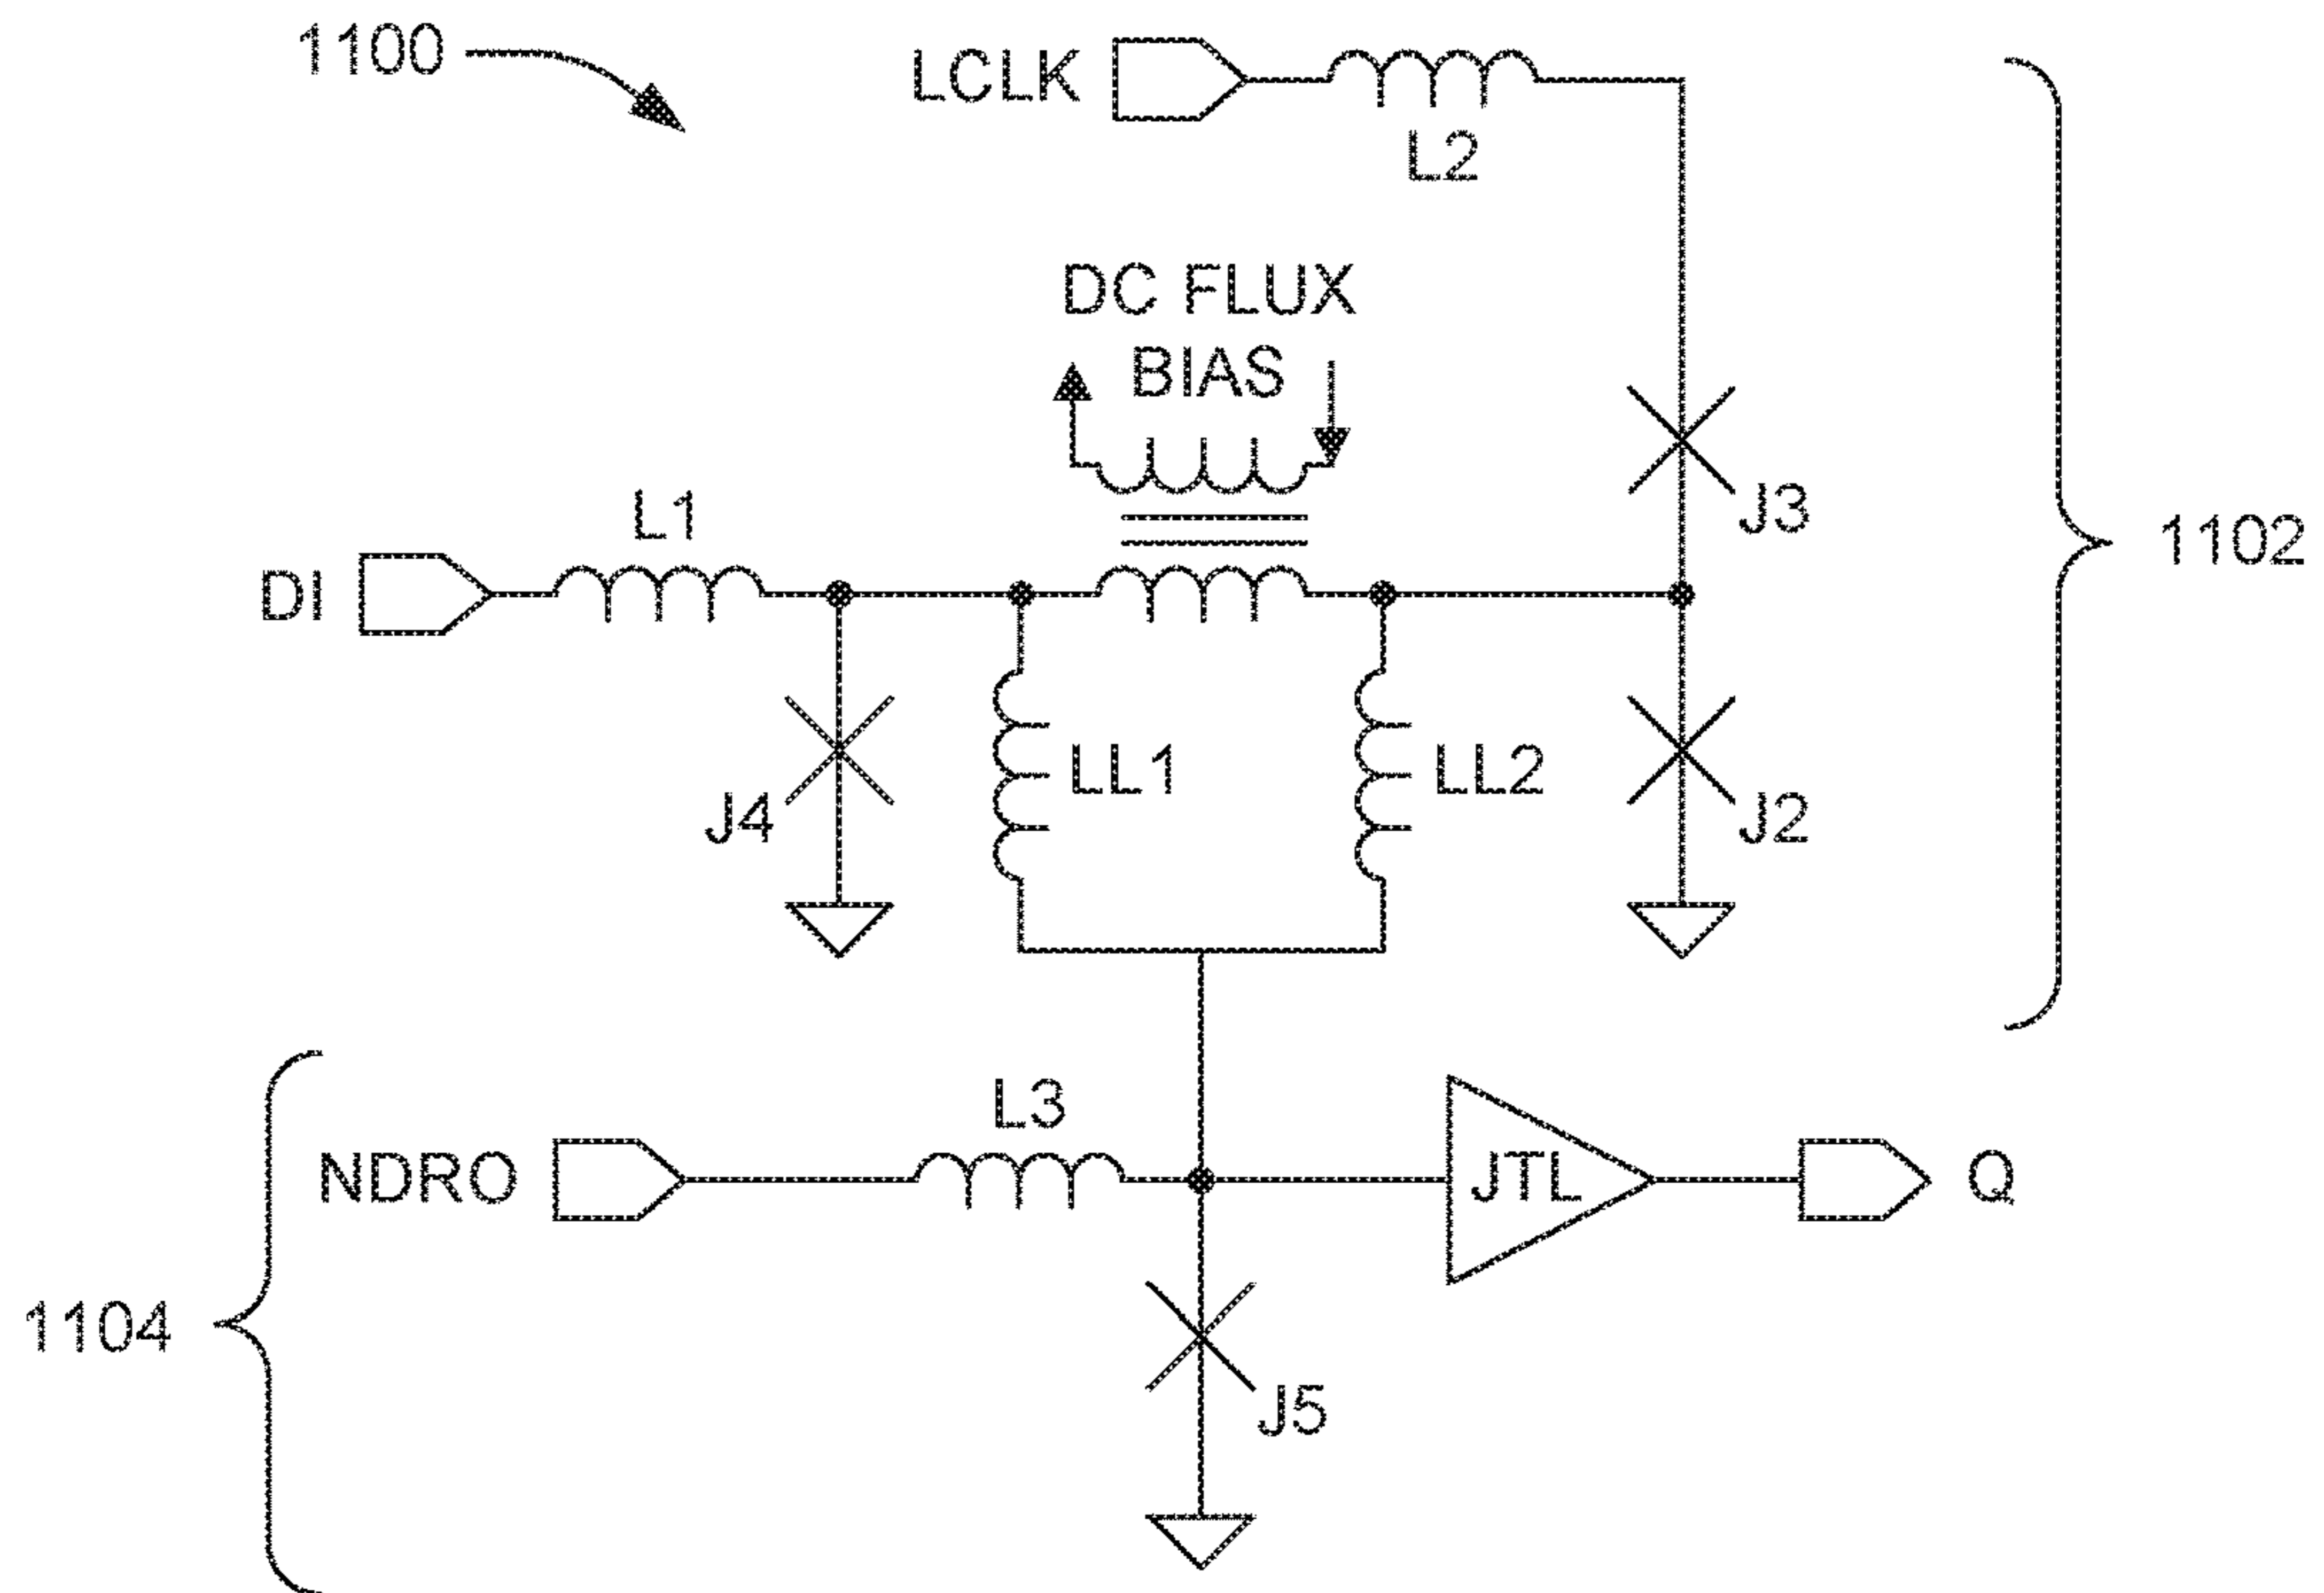 1100
LCLK
L2
DC FLUX
BIAS
J3
1102
L1
DI
LL1
LL2
J4
J2
L3
NDRO
JTL
Q
1104
J5